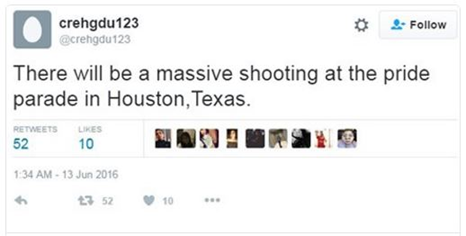 crehgdu123
@crehgdu123
Follow
There will be a massive shooting at the pride
parade in Houston,Texas.
RETWEETS LIKES
52 10
1:34 AM - 13 Jun 2016
52 10